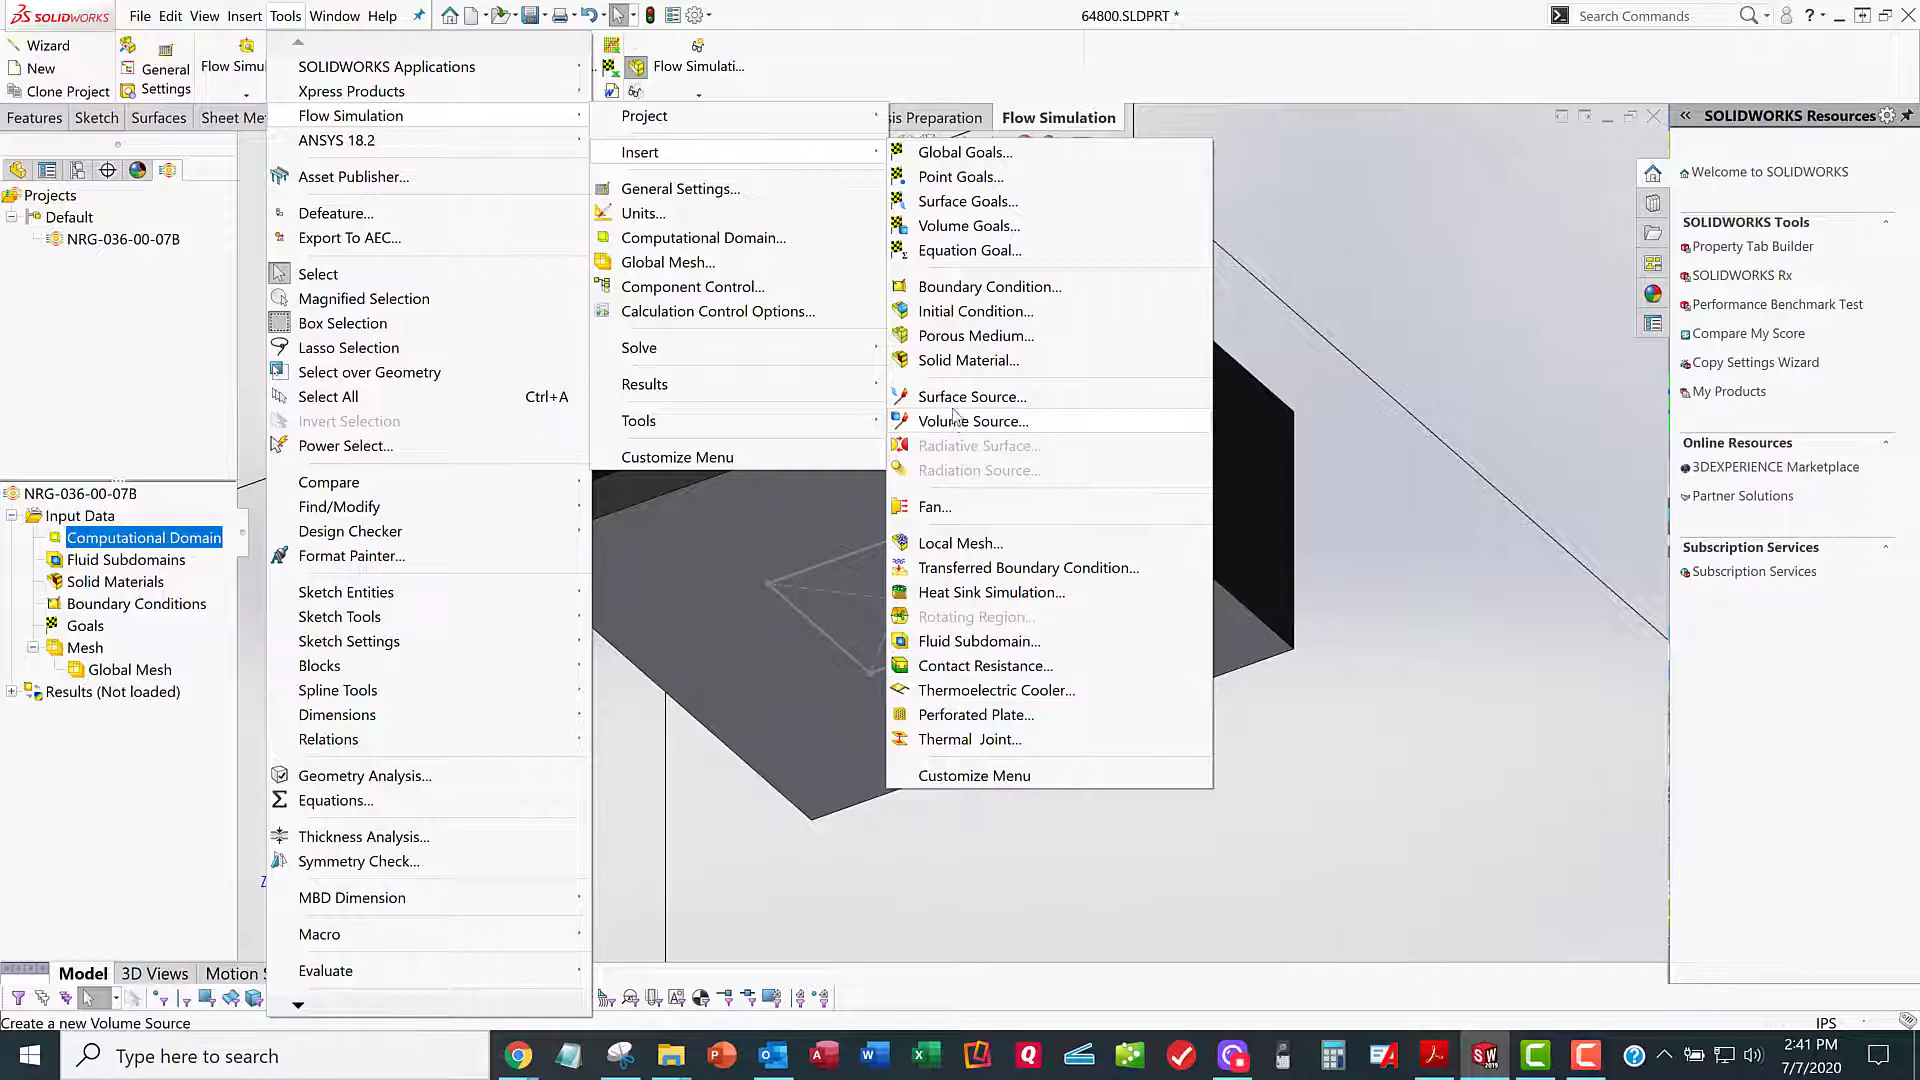 SOLIDWORKS File Edit View Insert Tools Window Help 64800.SLDPRT * Search Commands
Wizard
New
Clone Project
General
Settings
Flow Simu
Flow Simulati...
Features Sketch Surfaces Sheet Me sis Preparation Flow Simulation
SOLIDWORKS Applications
Xpress Products
Flow Simulation
ANSYS 18.2
Asset Publisher...
Defeature...
Export To AEC...
Select
Magnified Selection
Box Selection
Lasso Selection
Select over Geometry
Select All Ctrl+A
Invert Selection
Power Select...
Compare
Find/Modify
Design Checker
Format Painter...
Sketch Entities
Sketch Tools
Sketch Settings
Blocks
Spline Tools
Dimensions
Relations
Geometry Analysis...
Equations...
Thickness Analysis...
Symmetry Check...
MBD Dimension
Macro
Evaluate
Project
Insert
General Settings...
Units...
Computational Domain...
Global Mesh...
Component Control...
Calculation Control Options...
Solve
Results
Tools
Customize Menu
Global Goals...
Point Goals...
Surface Goals...
Volume Goals...
Equation Goal...
Boundary Condition...
Initial Condition...
Porous Medium...
Solid Material...
Surface Source...
Volume Source...
Radiative Surface...
Radiation Source...
Fan...
Local Mesh...
Transferred Boundary Condition...
Heat Sink Simulation...
Rotating Region...
Fluid Subdomain...
Contact Resistance...
Thermoelectric Cooler...
Perforated Plate...
Thermal Joint...
Customize Menu
Projects
Default
NRG-036-00-07B
NRG-036-00-07B
Input Data
Computational Domain
Fluid Subdomains
Solid Materials
Boundary Conditions
Goals
Mesh
Global Mesh
Results (Not loaded)
Z
SOLIDWORKS Resources
Welcome to SOLIDWORKS
SOLIDWORKS Tools
Property Tab Builder
SOLIDWORKS Rx
Performance Benchmark Test
Compare My Score
Copy Settings Wizard
My Products
Online Resources
3DEXPERIENCE Marketplace
Partner Solutions
Subscription Services
Subscription Services
Model 3D Views Motion S
Create a new Volume Source IPS
Type here to search
2:41 PM
7/7/2020